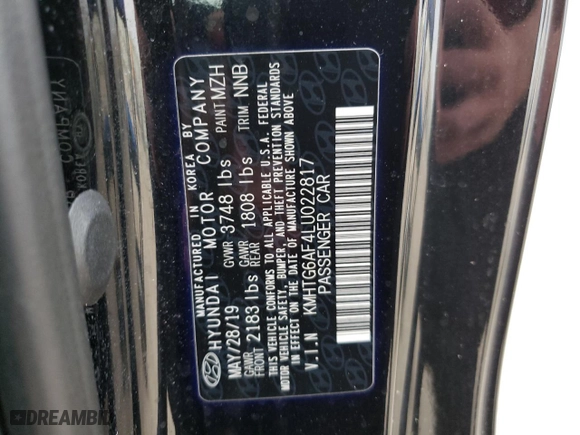 MANUFACTURED IN KOREA BY
HYUNDAI MOTOR COMPANY
MAY/28/19 GVWR 3748 lbs PAINT MZH
GAWR FRONT 2183 lbs GAWR REAR 1808 lbs TRIM NNB
THIS VEHICLE CONFORMS TO ALL APPLICABLE U.S.A. FEDERAL
MOTOR VEHICLE SAFETY, BUMPER, AND THEFT PREVENTION STANDARDS
IN EFFECT ON THE DATE OF MANUFACTURE SHOWN ABOVE
V.I.N KMHTG6AF4LU022817
PASSENGER CAR
DREAMBID